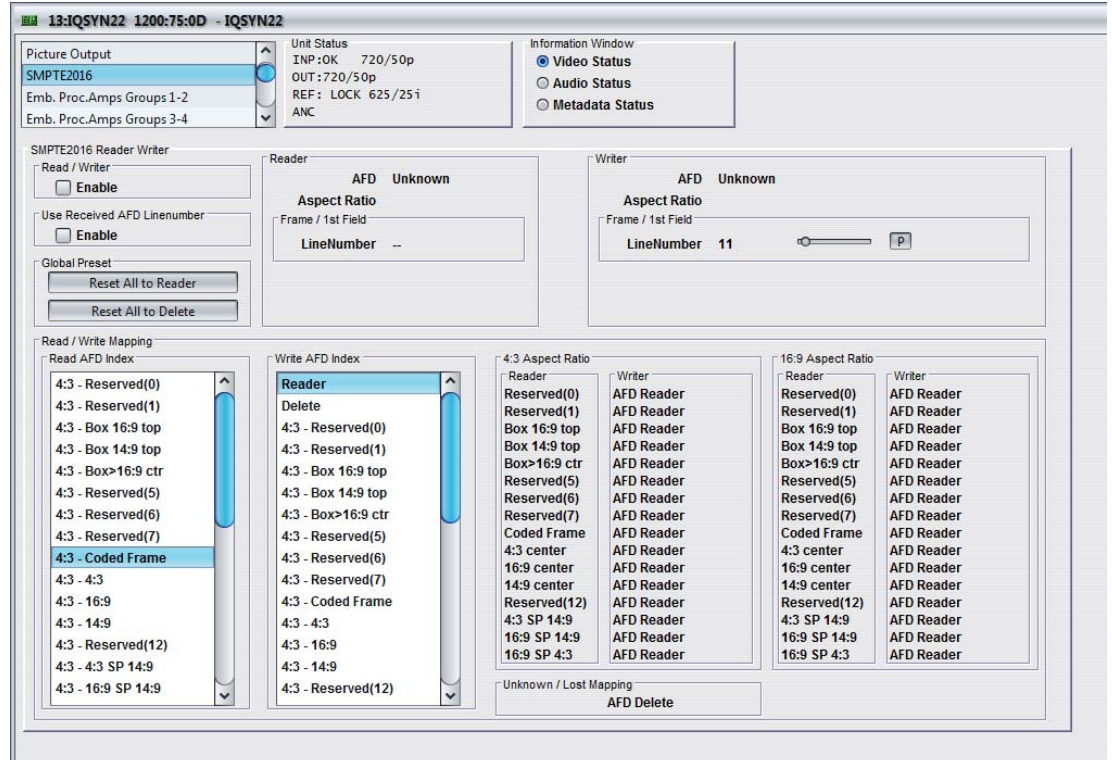 13:IQSYN22 1200:75:0D - IQSYN22
Picture Output
SMPTE2016
Emb. Proc.Amps Groups 1-2
Emb. Proc.Amps Groups 3-4
Unit Status
INP:OK 720/50p
OUT:720/50p
REF: LOCK 625/25i
ANC
Information Window
Video Status
Audio Status
Metadata Status
SMPTE2016 Reader Writer
Read / Writer
Enable
Use Received AFD Linenumber
Enable
Global Preset
Reset All to Reader
Reset All to Delete
Reader
AFD Unknown
Aspect Ratio
Frame / 1st Field
LineNumber --
Writer
AFD Unknown
Aspect Ratio
Frame / 1st Field
LineNumber 11 P
Read / Write Mapping
Read AFD Index
4:3 - Reserved(0)
4:3 - Reserved(1)
4:3 - Box 16:9 top
4:3 - Box 14:9 top
4:3 - Box>16:9 ctr
4:3 - Reserved(5)
4:3 - Reserved(6)
4:3 - Reserved(7)
4:3 - Coded Frame
4:3 - 4:3
4:3 - 16:9
4:3 - 14:9
4:3 - Reserved(12)
4:3 - 4:3 SP 14:9
4:3 - 16:9 SP 14:9
Write AFD Index
Reader
Delete
4:3 - Reserved(0)
4:3 - Reserved(1)
4:3 - Box 16:9 top
4:3 - Box 14:9 top
4:3 - Box>16:9 ctr
4:3 - Reserved(5)
4:3 - Reserved(6)
4:3 - Reserved(7)
4:3 - Coded Frame
4:3 - 4:3
4:3 - 16:9
4:3 - 14:9
4:3 - Reserved(12)
4:3 Aspect Ratio
Reader Writer
Reserved(0) AFD Reader
Reserved(1) AFD Reader
Box 16:9 top AFD Reader
Box 14:9 top AFD Reader
Box>16:9 ctr AFD Reader
Reserved(5) AFD Reader
Reserved(6) AFD Reader
Reserved(7) AFD Reader
Coded Frame AFD Reader
4:3 center AFD Reader
16:9 center AFD Reader
14:9 center AFD Reader
Reserved(12) AFD Reader
4:3 SP 14:9 AFD Reader
16:9 SP 14:9 AFD Reader
16:9 SP 4:3 AFD Reader
16:9 Aspect Ratio
Reader Writer
Reserved(0) AFD Reader
Reserved(1) AFD Reader
Box 16:9 top AFD Reader
Box 14:9 top AFD Reader
Box>16:9 ctr AFD Reader
Reserved(5) AFD Reader
Reserved(6) AFD Reader
Reserved(7) AFD Reader
Coded Frame AFD Reader
4:3 center AFD Reader
16:9 center AFD Reader
14:9 center AFD Reader
Reserved(12) AFD Reader
4:3 SP 14:9 AFD Reader
16:9 SP 14:9 AFD Reader
16:9 SP 4:3 AFD Reader
Unknown / Lost Mapping
AFD Delete